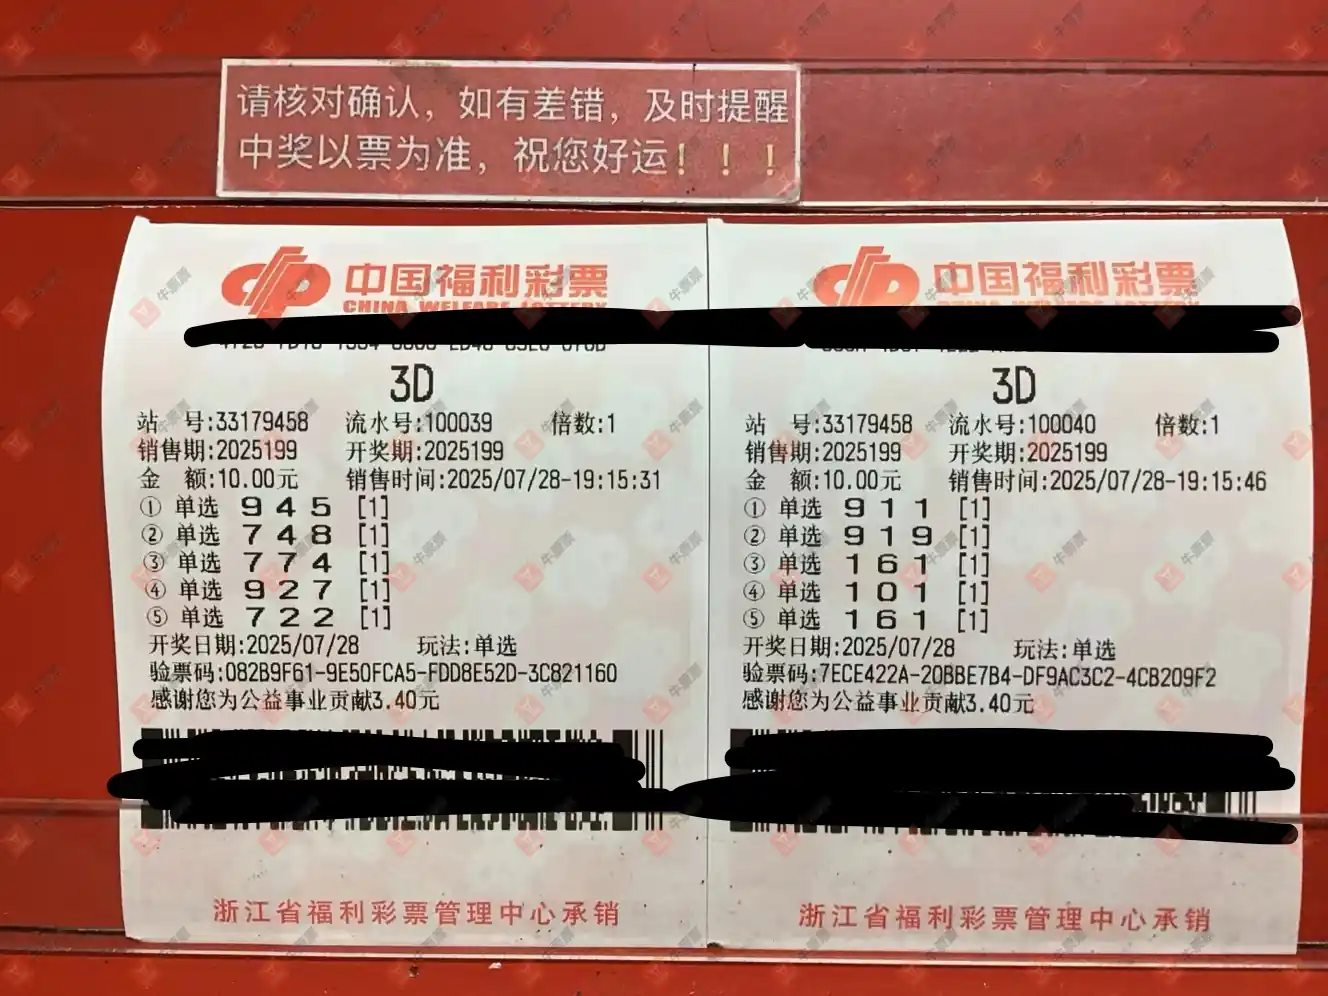 请核对确认，如有差错，及时提醒
中奖以票为准，祝您好运！！！
中国福利彩票
CHINA WELFARE LOTTERY
3D
站 号:33179458 流水号:100039 倍数:1
销售期:2025199 开奖期:2025199
金 额:10.00元 销售时间:2025/07/28-19:15:31
① 单选 9 4 5 [1]
② 单选 7 4 8 [1]
③ 单选 7 7 4 [1]
④ 单选 9 2 7 [1]
⑤ 单选 7 2 2 [1]
开奖日期:2025/07/28 玩法:单选
验票码:082B9F61-9E50FCA5-FDD8E52D-3C821160
感谢您为公益事业贡献3.40元
浙江省福利彩票管理中心承销
中国福利彩票
3D
站 号:33179458 流水号:100040 倍数:1
销售期:2025199 开奖期:2025199
金 额:10.00元 销售时间:2025/07/28-19:15:46
① 单选 9 1 1 [1]
② 单选 9 1 9 [1]
③ 单选 1 6 1 [1]
④ 单选 1 0 1 [1]
⑤ 单选 1 6 1 [1]
开奖日期:2025/07/28 玩法:单选
验票码:7ECE422A-20BBE7B4-DF9AC3C2-4CB209F2
感谢您为公益事业贡献3.40元
浙江省福利彩票管理中心承销